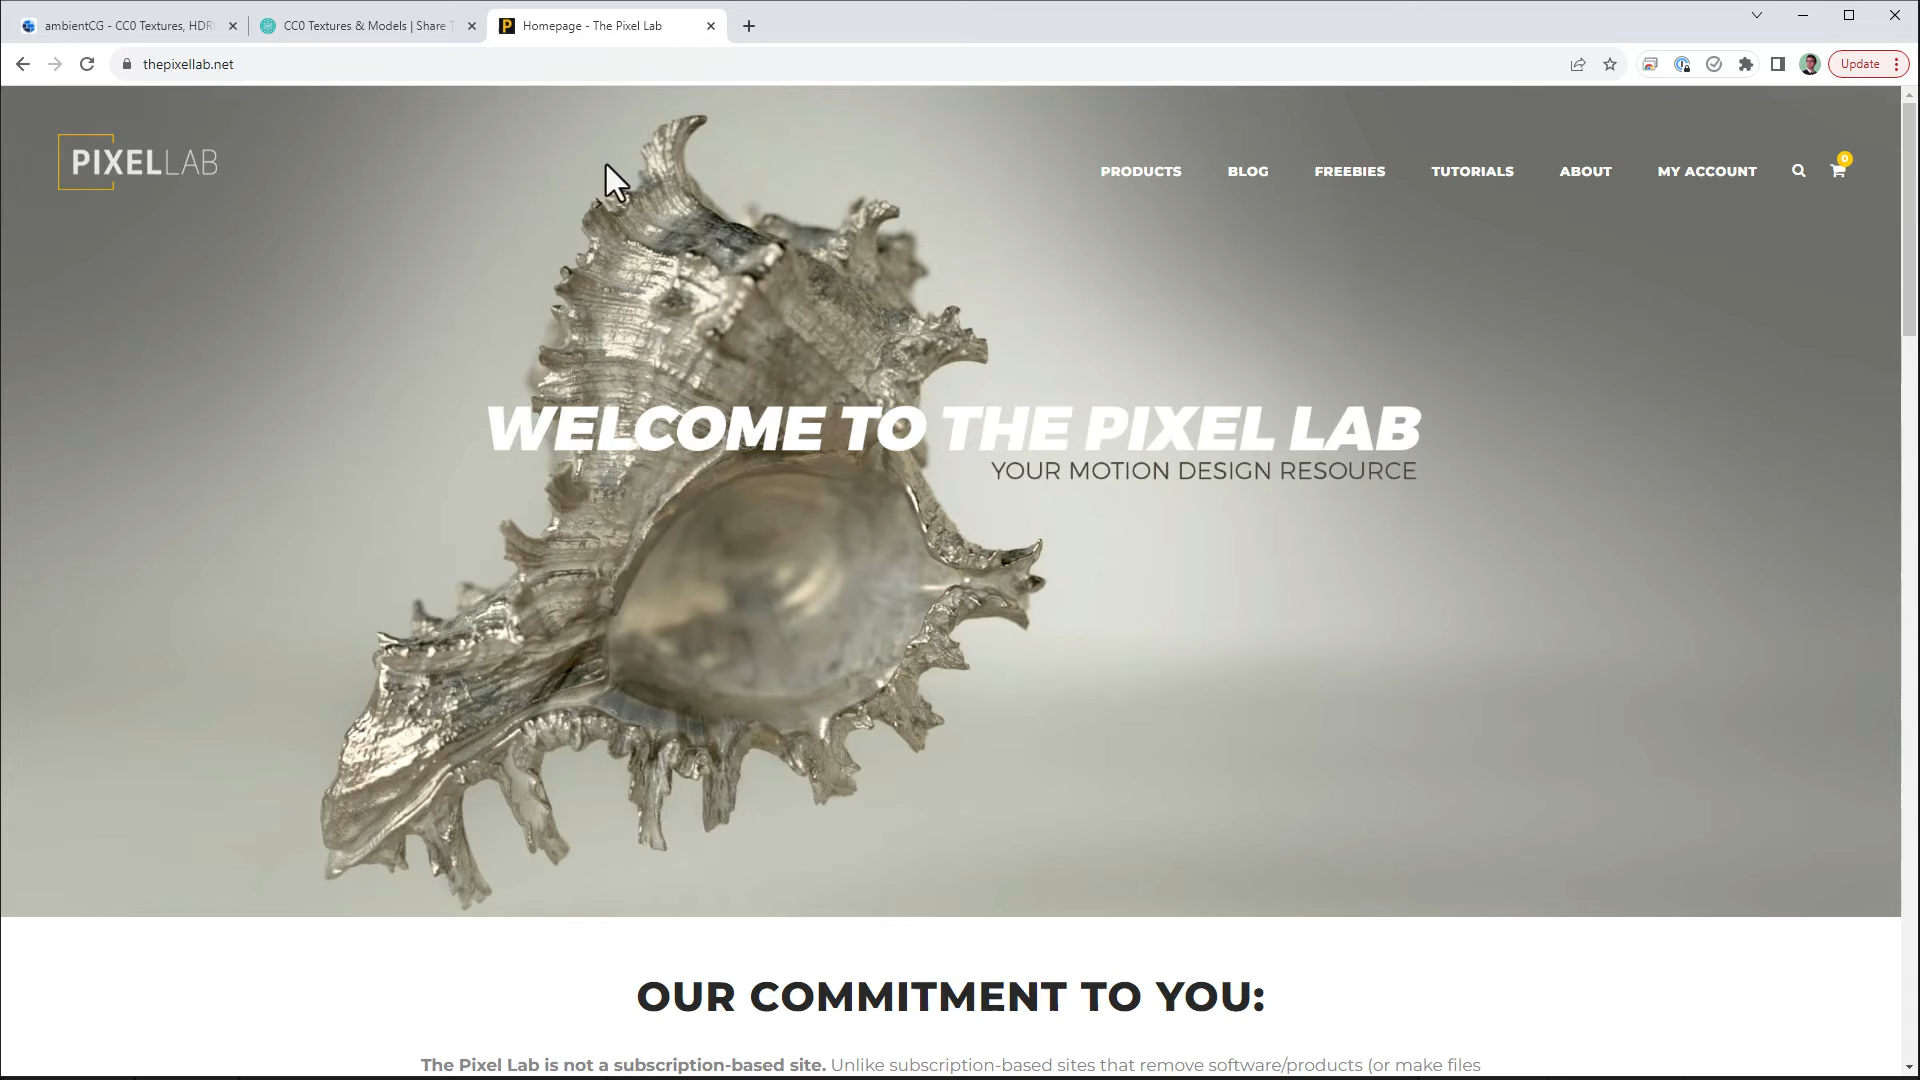 ambientCG - CC0 Textures, HDRI
CC0 Textures & Models | Share T
Homepage - The Pixel Lab
thepixellab.net
Update
PIXELLAB
PRODUCTS
BLOG
FREEBIES
TUTORIALS
ABOUT
MY ACCOUNT
0
WELCOME TO THE PIXEL LAB
YOUR MOTION DESIGN RESOURCE
OUR COMMITMENT TO YOU:
The Pixel Lab is not a subscription-based site. Unlike subscription-based sites that remove software/products (or make files